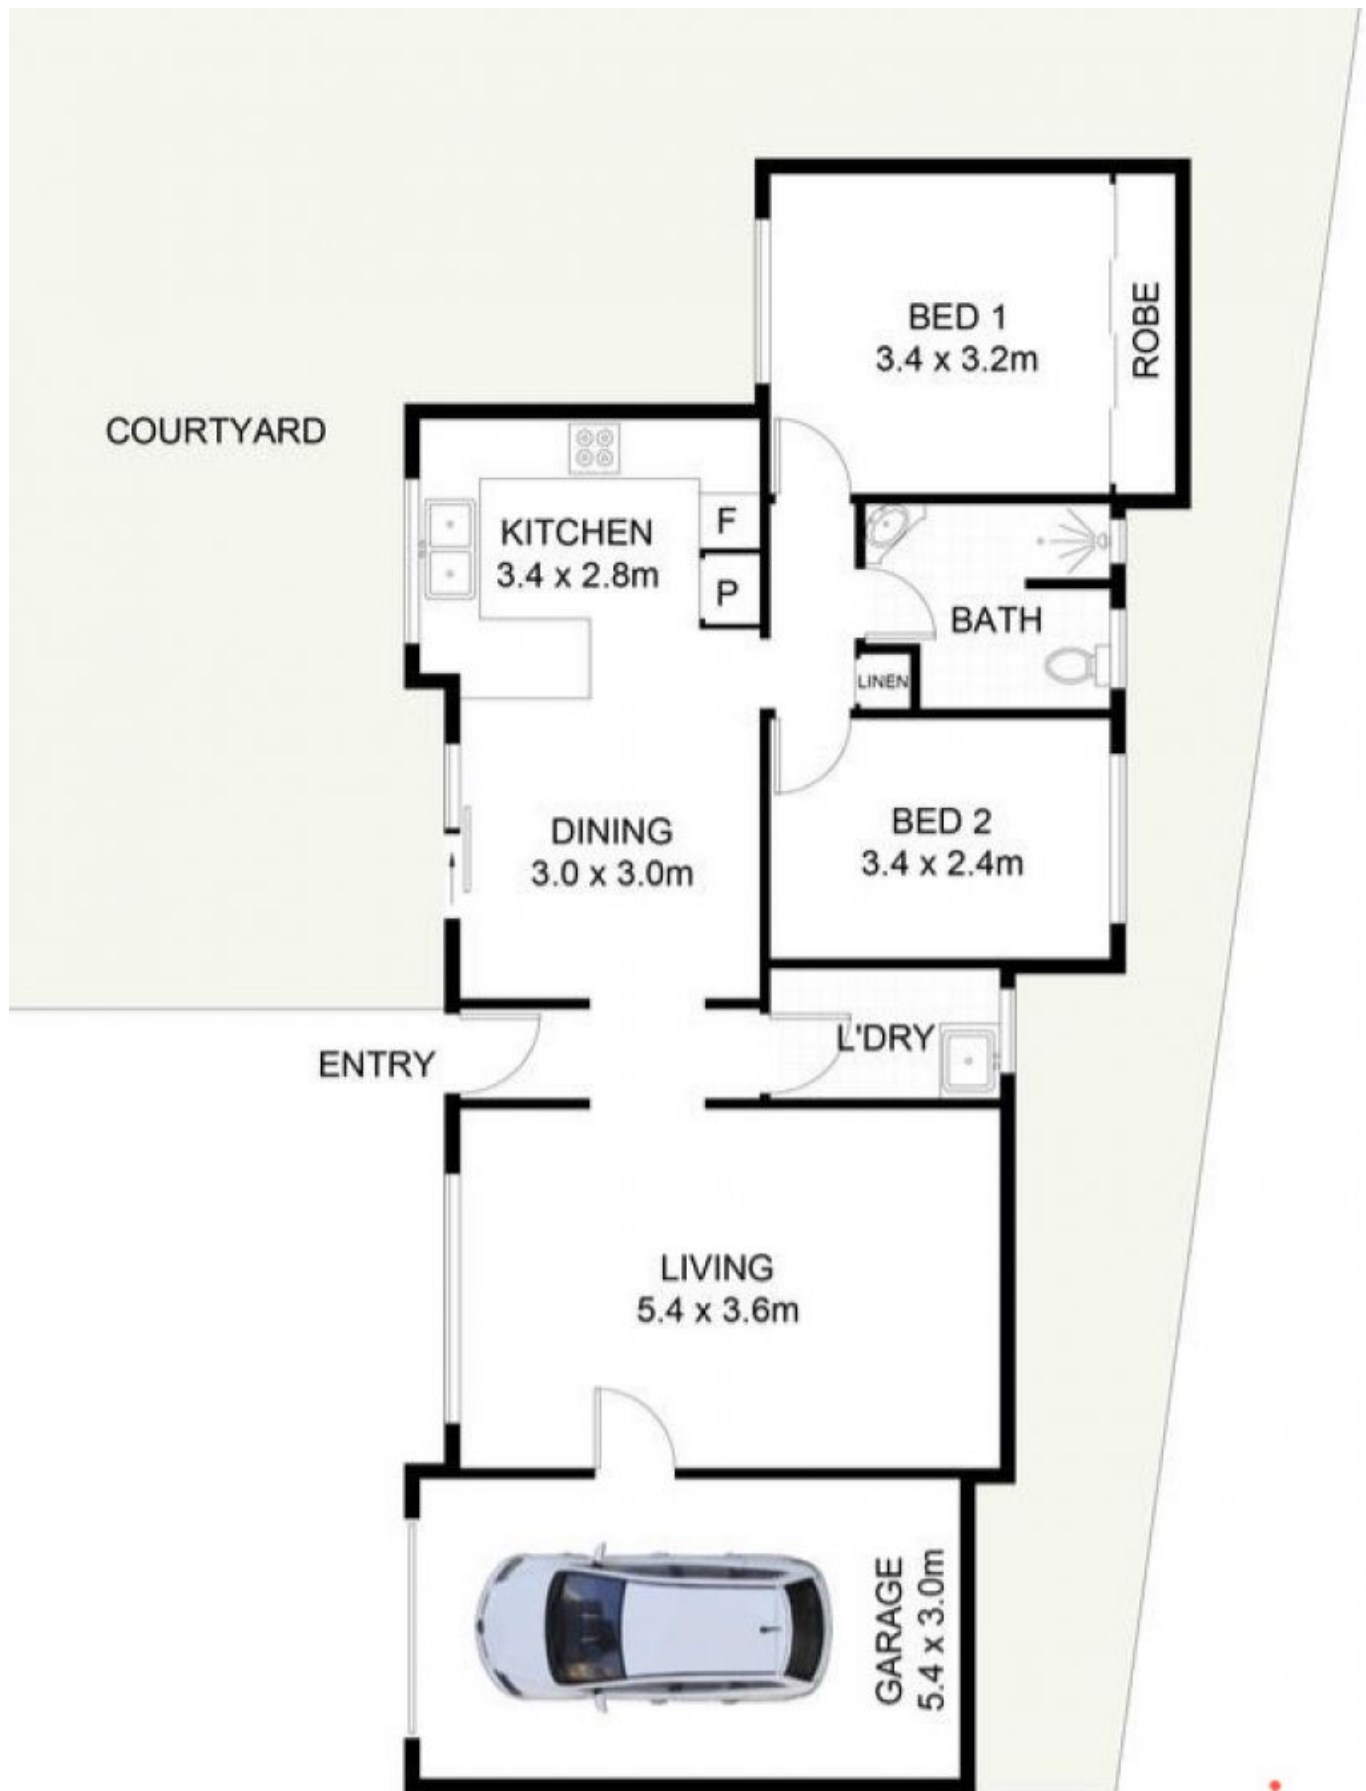 BED 1
3.4 x 3.2m
ROBE
COURTYARD
KITCHEN
3.4 x 2.8m
F
P
BATH
LINEN
DINING
3.0 x 3.0m
BED 2
3.4 x 2.4m
ENTRY
L'DRY
LIVING
5.4 x 3.6m
GARAGE
5.4 x 3.0m